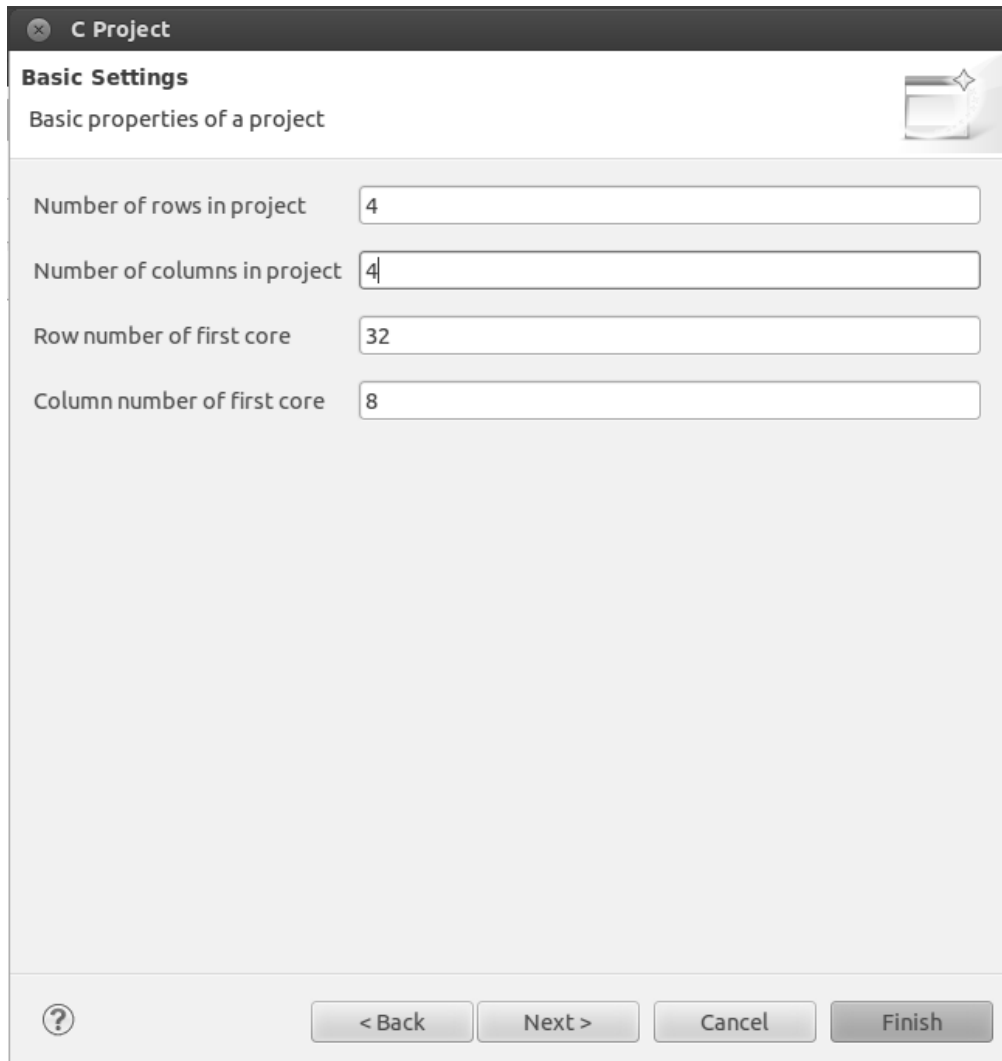 C Project
Basic Settings
Basic properties of a project
Number of rows in project 4
Number of columns in project 4
Row number of first core 32
Column number of first core 8
? < Back Next > Cancel Finish